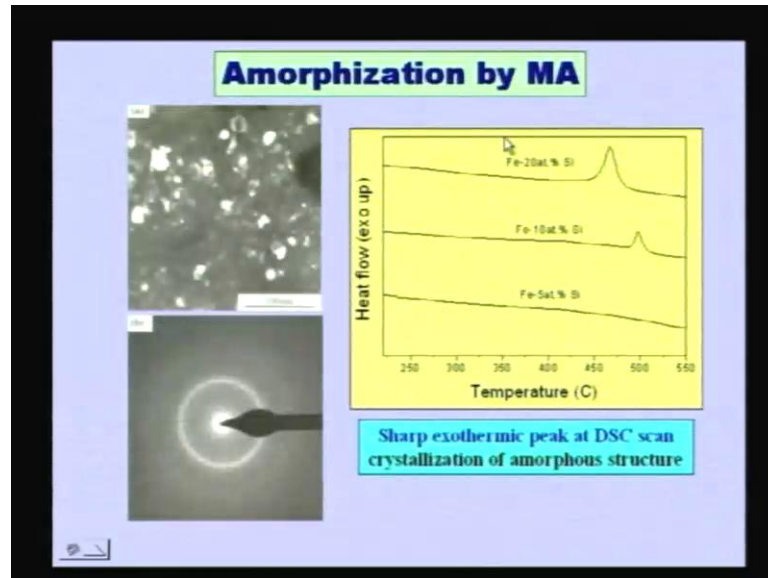 Amorphization by MA
Heat flow (exo up)
Fe-20at.% Si
Fe-10at.% Si
Fe-5at.% Si
250 300 350 400 450 500 550
Temperature (C)
Sharp exothermic peak at DSC scan
crystallization of amorphous structure